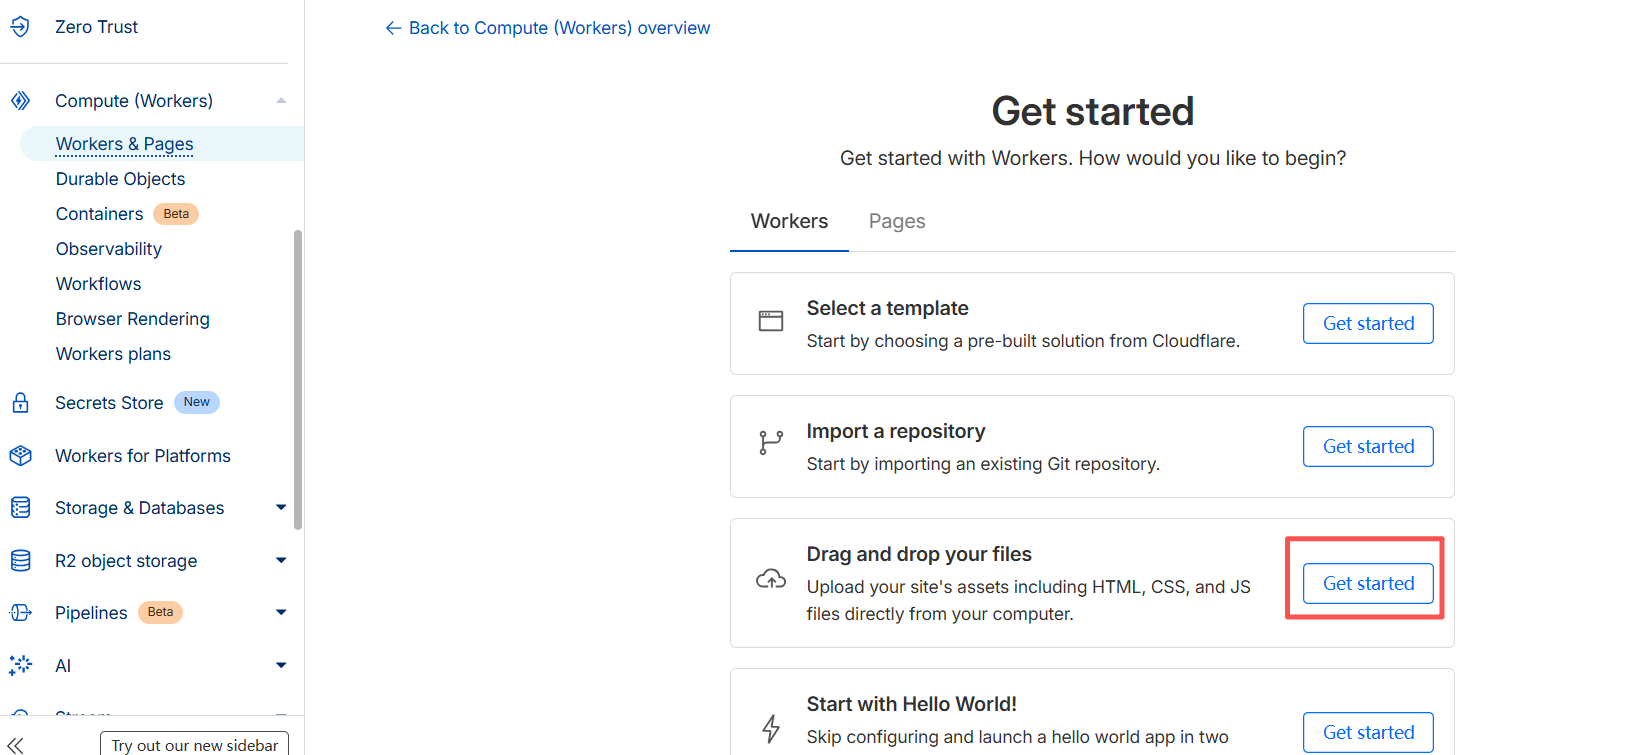 Zero Trust
Compute (Workers)
Workers & Pages
Durable Objects
Containers Beta
Observability
Workflows
Browser Rendering
Workers plans
Secrets Store New
Workers for Platforms
Storage & Databases
R2 object storage
Pipelines Beta
AI
Try out our new sidebar
← Back to Compute (Workers) overview
Get started
Get started with Workers. How would you like to begin?
Workers Pages
Select a template
Start by choosing a pre-built solution from Cloudflare.
Get started
Import a repository
Start by importing an existing Git repository.
Get started
Drag and drop your files
Upload your site's assets including HTML, CSS, and JS
files directly from your computer.
Get started
Start with Hello World!
Skip configuring and launch a hello world app in two
Get started